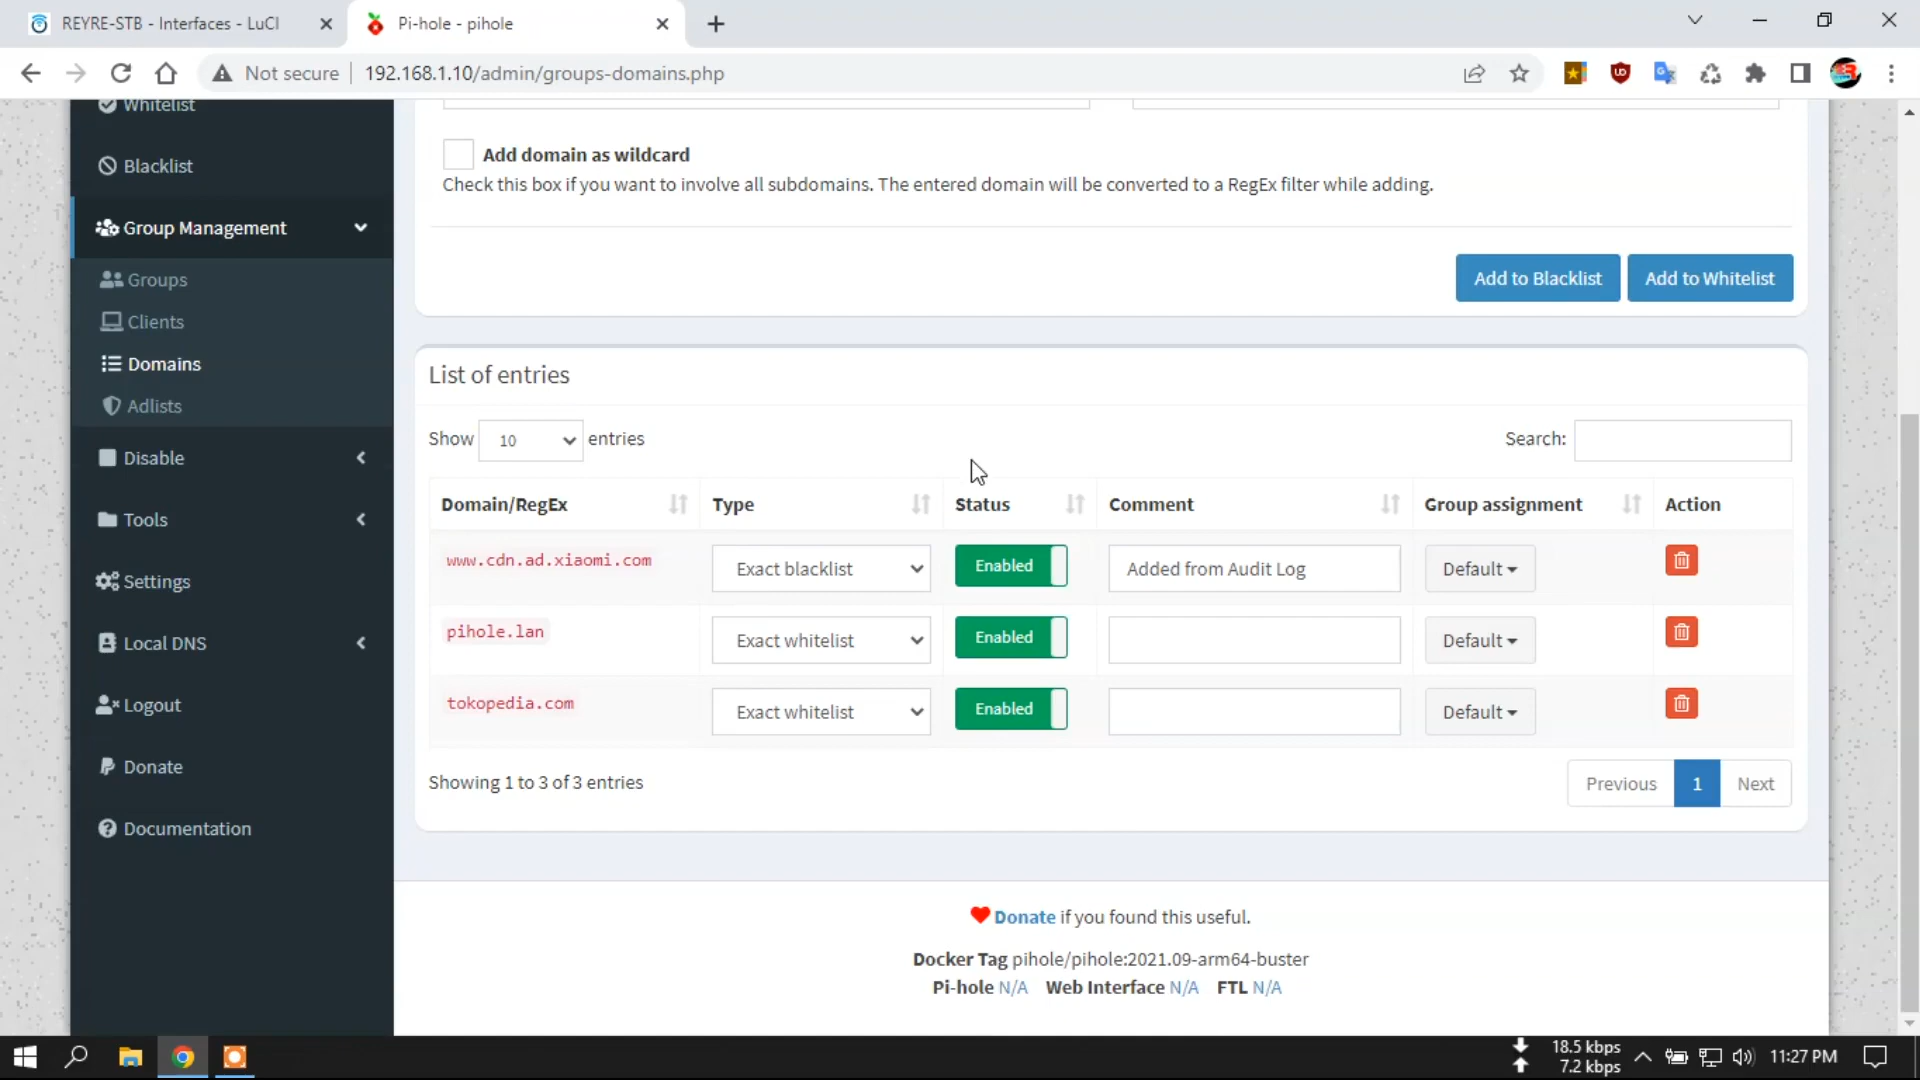 REYRE-STB - Interfaces - LuCI
Pi-hole - pihole
Not secure
192.168.1.10/admin/groups-domains.php
Whitelist
Blacklist
Group Management
Groups
Clients
Domains
Adlists
Disable
Tools
Settings
Local DNS
Logout
Donate
Documentation
Add domain as wildcard
Check this box if you want to involve all subdomains. The entered domain will be converted to a RegEx filter while adding.
Add to Blacklist Add to Whitelist
List of entries
Show 10 entries Search:
Domain/RegEx Type Status Comment Group assignment Action
www.cdn.ad.xiaomi.com Exact blacklist Enabled Added from Audit Log Default
pihole.lan Exact whitelist Enabled Default
tokopedia.com Exact whitelist Enabled Default
Showing 1 to 3 of 3 entries Previous 1 Next
Donate if you found this useful.
Docker Tag pihole/pihole:2021.09-arm64-buster
Pi-hole N/A Web Interface N/A FTL N/A
18.5 kbps
7.2 kbps
11:27 PM